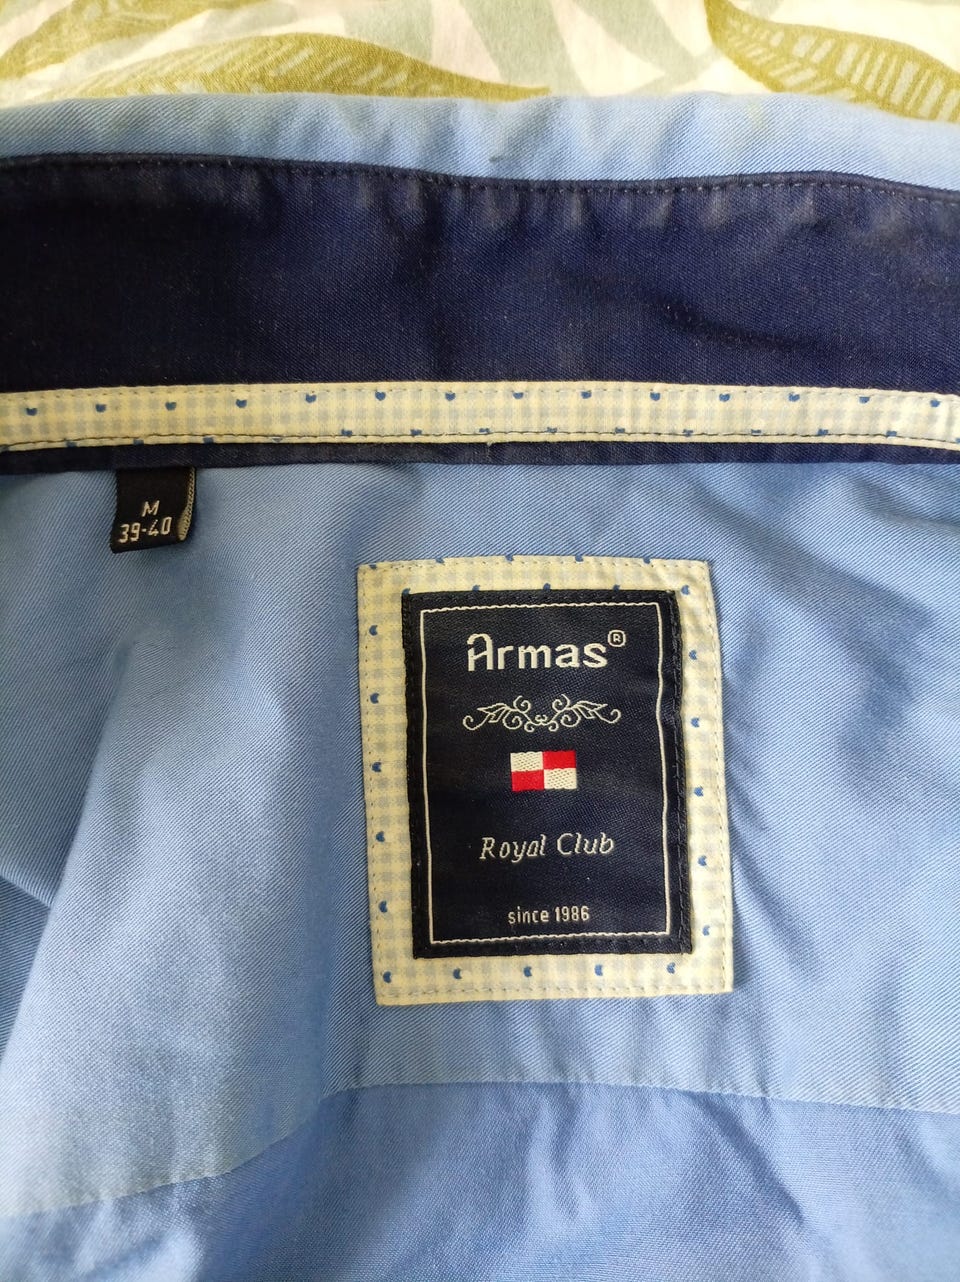 M
39-40
Armas®
Royal Club
since 1986